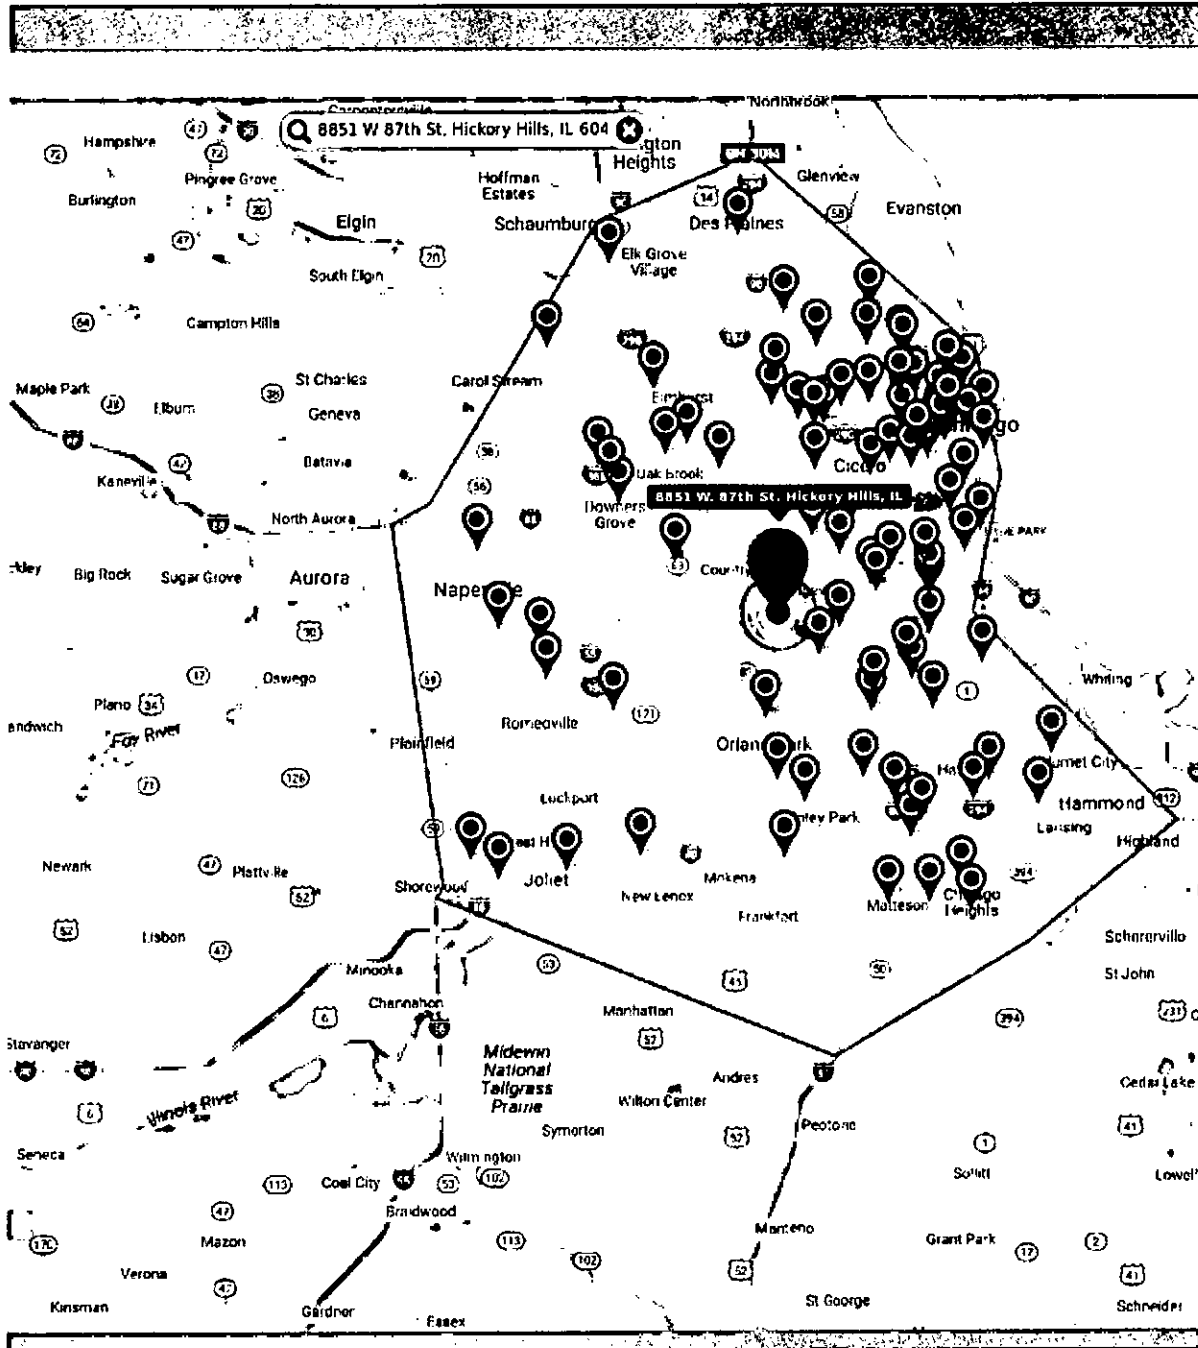 Northbrook
8851 W 87th St, Hickory Hills, IL 604
Hampshire
Heights
Pingree Grove
Hoffman
Estates
Glenview
Burlington
Elgin
Schaumburg
Des Plaines
Evanston
Elk Grove
Village
South Elgin
Campton Hills
St Charles
Carol Stream
Maple Park
Elburn
Geneva
Elmhurst
Batavia
Cicero
Kaneville
Oak Brook
8851 W. 87th St. Hickory Hills, IL
Downers
Grove
North Aurora
Big Rock
Sugar Grove
Aurora
Naperville
Oswego
Whiting
Plano
Fox River
Romeoville
Plainfield
Orland Park
Lockport
Hammond
Lansing
Highland
Newark
Plattville
Joliet
Mokena
Shorewood
New Lenox
Matteson
Chicago
Heights
Frankfort
Lisbon
Schererville
Minooka
St John
Channahon
Manhattan
Stavanger
Midewin
National
Tallgrass
Prairie
Andres
Cedar Lake
Illinois River
Wilton Center
Symerton
Peotone
Seneca
Wilmington
Coal City
Sollitt
Braidwood
Manteno
Grant Park
Mazon
Verona
Kinsman
Gardner
Essex
St George
Schneider